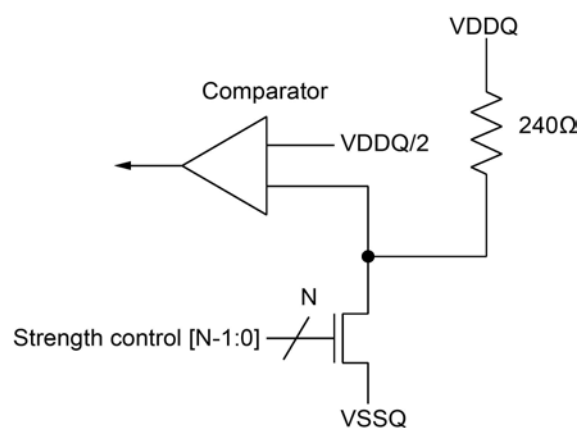 VDDQ
Comparator
240Ω
VDDQ/2
N
Strength control [N-1:0]
VSSQ